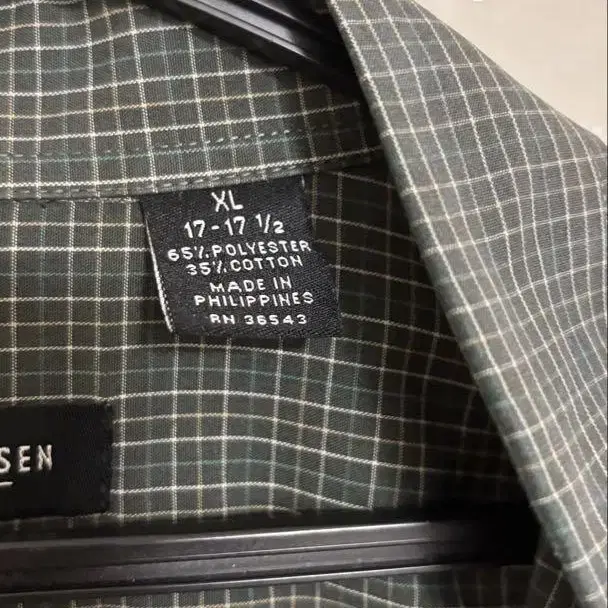 XL
17-17 1/2
65% POLYESTER
35% COTTON
MADE IN
PHILIPPINES
RN 36543
SEN